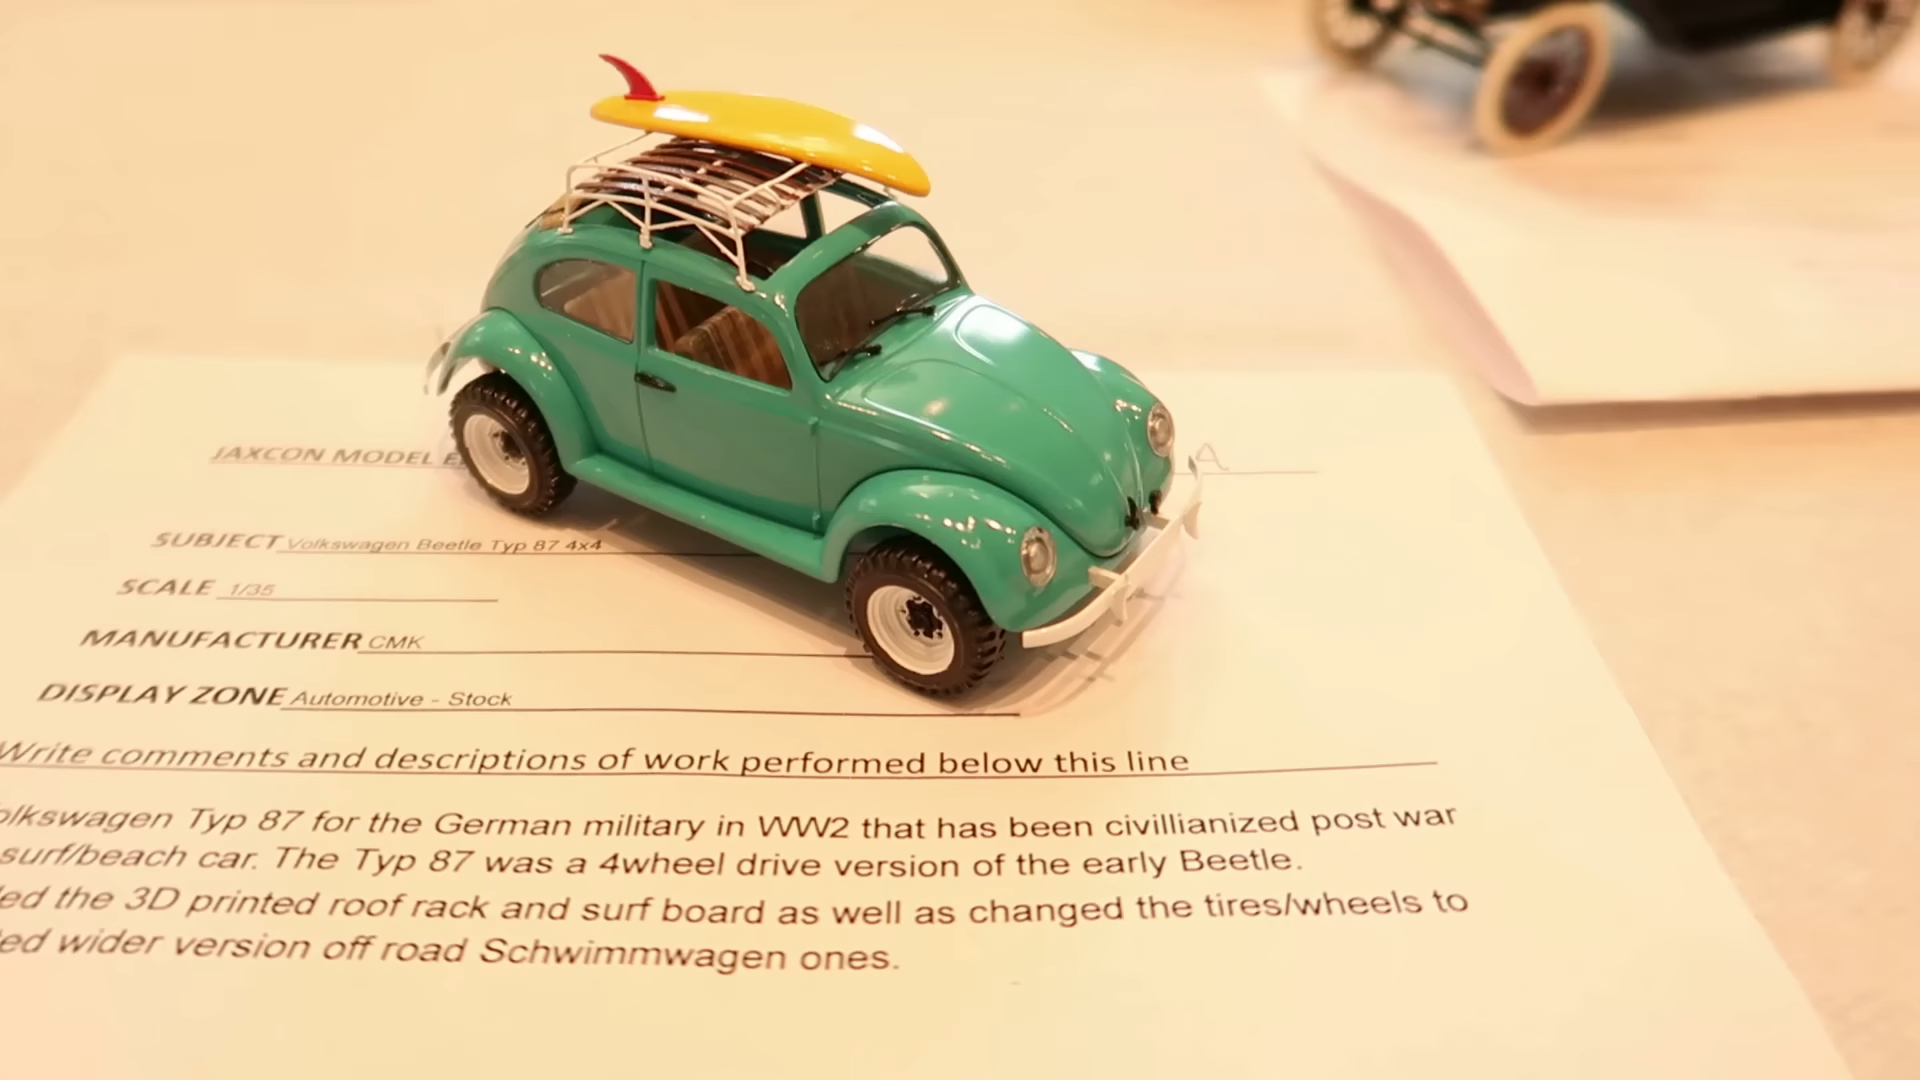 JAXCON MODEL
SUBJECT Volkswagen Beetle Typ 87 4x4
SCALE 1/35
MANUFACTURER CMK
DISPLAY ZONE Automotive - Stock
Write comments and descriptions of work performed below this line
olkswagen Typ 87 for the German military in WW2 that has been civillianized post war
surf/beach car. The Typ 87 was a 4wheel drive version of the early Beetle.
ed the 3D printed roof rack and surf board as well as changed the tires/wheels to
ed wider version off road Schwimmwagen ones.